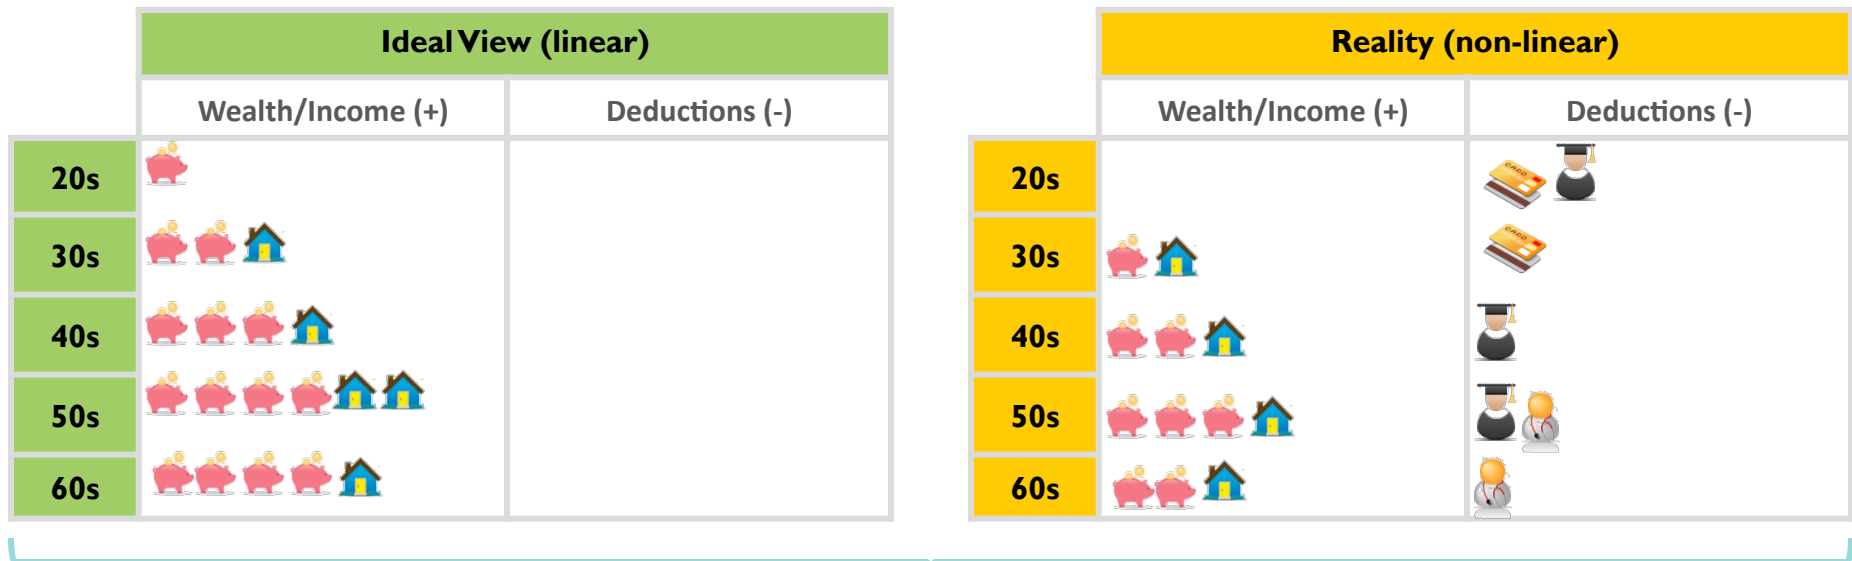 Ideal View (linear)
Wealth/Income (+) Deductions (-)
20s
30s
40s
50s
60s
Reality (non-linear)
Wealth/Income (+) Deductions (-)
20s
30s
40s
50s
60s